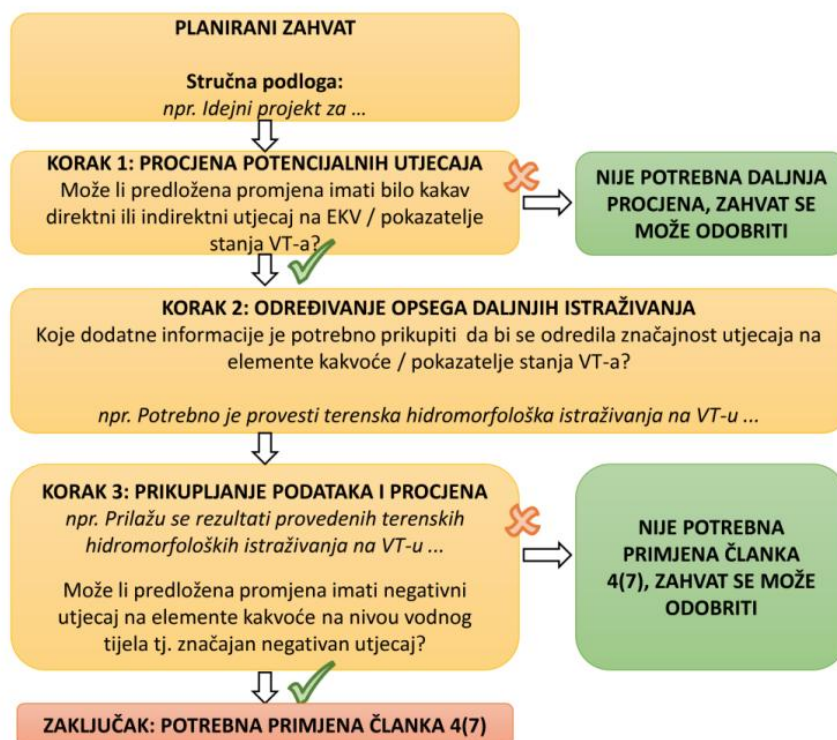 PLANIRANI ZAHVAT
Stručna podloga:
npr. Idejni projekt za ...
KORAK 1: PROCJENA POTENCIJALNIH UTJECAJA
Može li predložena promjena imati bilo kakav
direktni ili indirektni utjecaj na EKV / pokazatelje
stanja VT-a?
NIJE POTREBNA DALJNJA
PROCJENA, ZAHVAT SE
MOŽE ODOBRITI
KORAK 2: ODREĐIVANJE OPSEGA DALJNJIH ISTRAŽIVANJA
Koje dodatne informacije je potrebno prikupiti da bi se odredila značajnost utjecaja na
elemente kakvoće / pokazatelje stanja VT-a?
npr. Potrebno je provesti terenska hidromorfološka istraživanja na VT-u ...
KORAK 3: PRIKUPLJANJE PODATAKA I PROCJENA
npr. Prilažu se rezultati provedenih terenskih
hidromorfoloških istraživanja na VT-u ...
Može li predložena promjena imati negativni
utjecaj na elemente kakvoće na nivou vodnog
tijela tj. značajan negativan utjecaj?
NIJE POTREBNA
PRIMJENA ČLANKA
4(7), ZAHVAT SE MOŽE
ODOBRITI
ZAKLJUČAK: POTREBNA PRIMJENA ČLANKA 4(7)